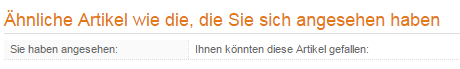 Ähnliche Artikel wie die, die Sie sich angesehen haben
Sie haben angesehen: Ihnen könnten diese Artikel gefallen: